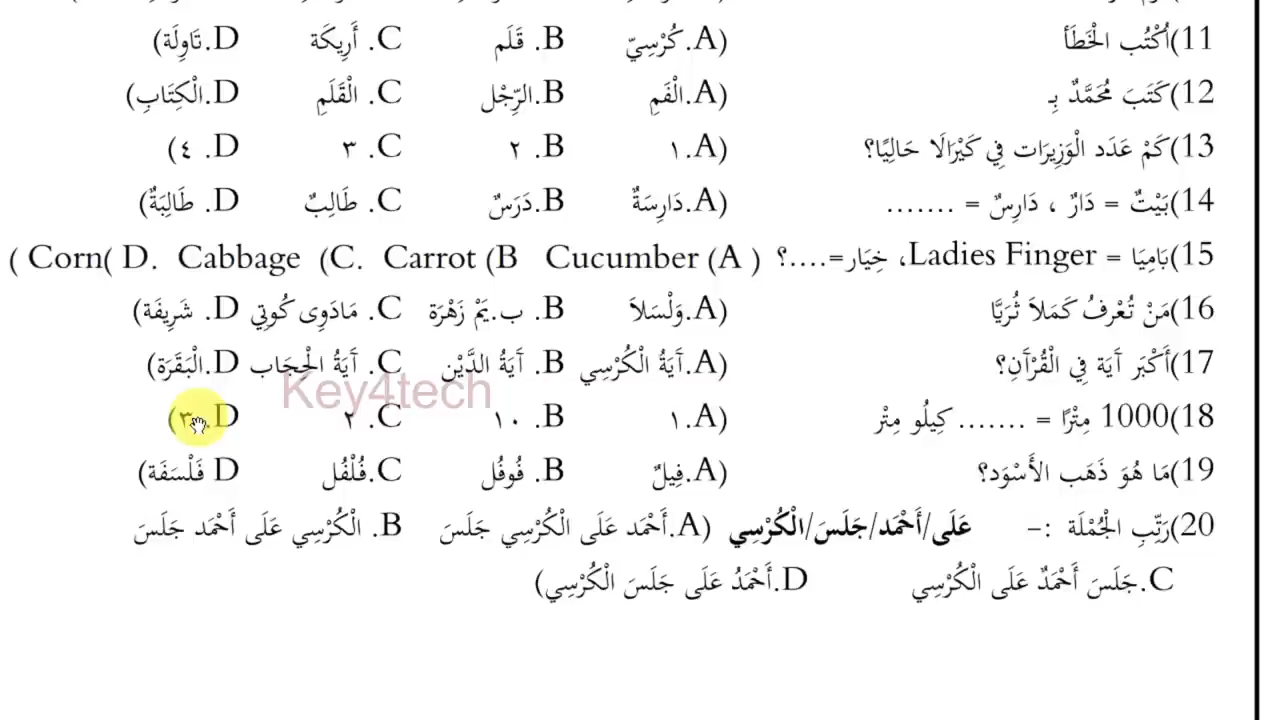 11)اُكْتُب الْخَطَأ (A.كُرْسِيّ B. قَلَم C. أَرِيكَة D.تَاوِلَة)
12)كَتَبَ مُحَمَّدٌ بِـ (A.الْفَمِ B.الرِّجْل C. الْقَلَمِ D.الْكِتَابِ)
13)كَمْ عَدَد الْوَزِيرَات فِي كَيْرَالَا حَالِيًا؟ (A.١ B. ٢ C. ٣ D. ٤)
14)بَيْتٌ = دَارٌ ، دَارِسٌ = ....... (A.دَارِسَةٌ B.دَرَسٌ C. طَالِبٌ D. طَالِبَةٌ)
15)بَامِيَا = Ladies Finger، خِيَار=....؟ ( A) Cucumber B) Carrot C.) Cabbage D. )Corn )
16)مَنْ تُعْرفُ كَمَلاَ ثُرَيَّا (A.وَلْسَلاَ B. ب.يَمْ زَهْرَة C. مَادَوِى كُوتِي D. شَرِيفَة)
17)أَكْبَر آيَة فِي الْقُرْآنِ؟ (A.آيَةُ الْكُرْسِي B. آيَةُ الدَّيْن C. آيَةُ الْحِجَاب D.الْبَقَرَة)
18)1000 مِتْرًا = ....... كِيلُو مِتْر (A.١ B. ١٠ C. ٢ D. ٣)
Key4tech
19)مَا هُوَ ذَهَب الأَسْوَد؟ (A.فِيلٌ B. فُوفُل C.فُلْفُل D فَلْسَفَة)
20)رَتِّبِ الْجُمْلَة :- عَلَى/أَحْمَد/جَلَسَ/الْكُرْسِي (A.أَحْمَد عَلَى الْكُرْسِي جَلَسَ B. الْكُرْسِي عَلَى أَحْمَد جَلَسَ
C.جَلَسَ أَحْمَدٌ عَلَى الْكُرْسِي D.أَحْمَدُ عَلَى جَلَسَ الْكُرْسِي)